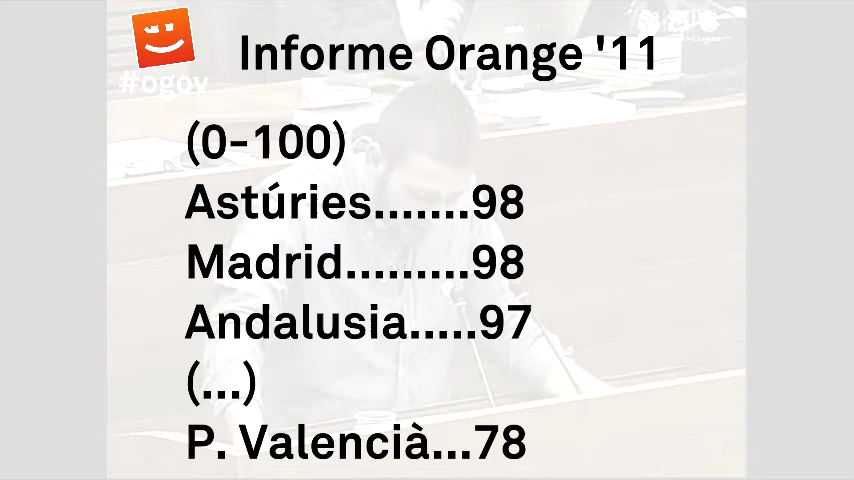 #ogov
Informe Orange '11
(0-100)
Astúries.......98
Madrid.........98
Andalusia.....97
(...)
P. Valencià...78